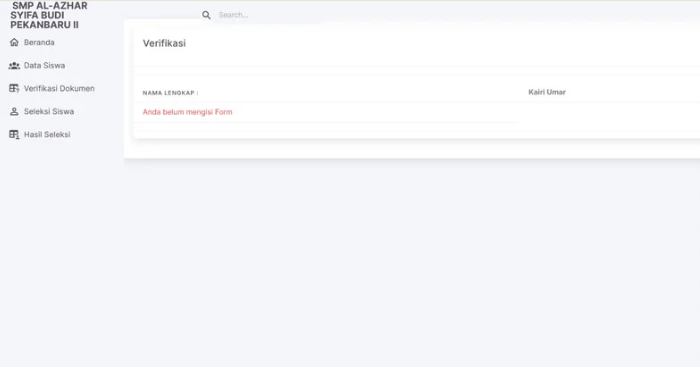 SMP AL-AZHAR
SYIFA BUDI
PEKANBARU II
Search...
Beranda
Data Siswa
Verifikasi Dokumen
Seleksi Siswa
Hasil Seleksi
Verifikasi
NAMA LENGKAP : Kairi Umar
Anda belum mengisi Form